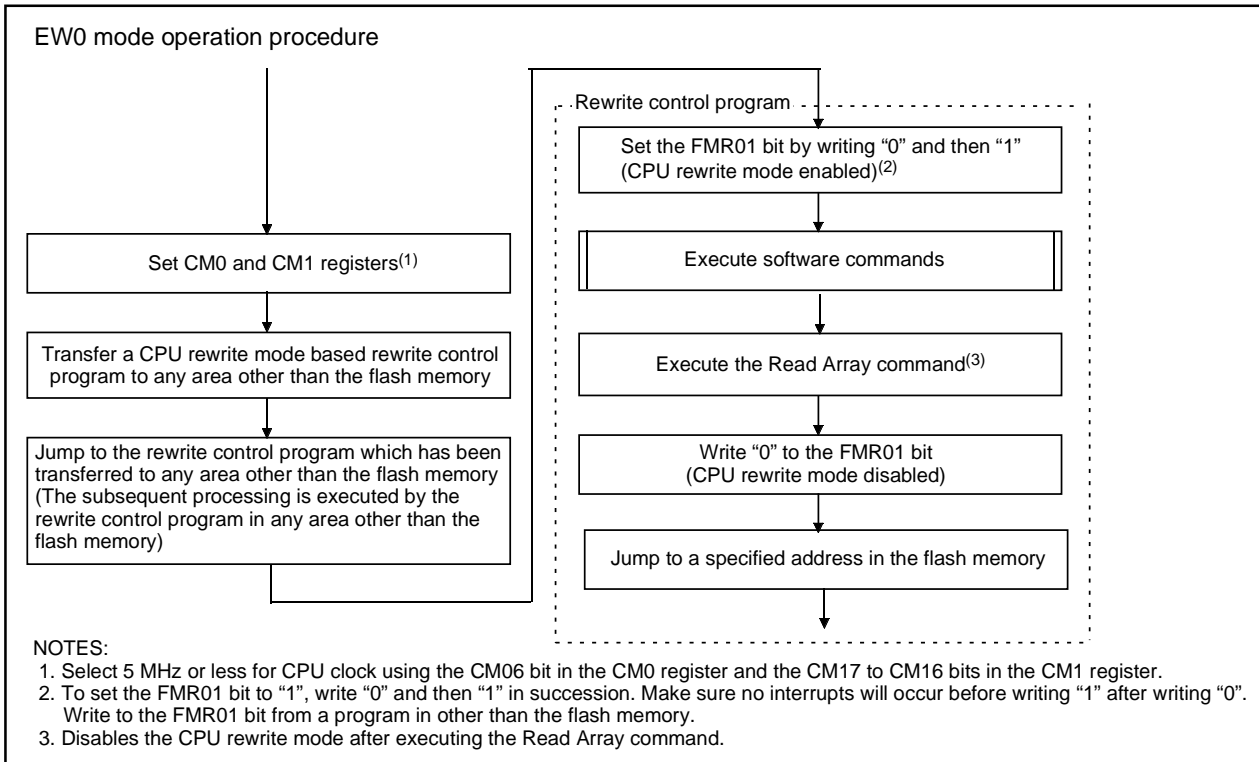 EW0 mode operation procedure
Set CM0 and CM1 registers(1)
Transfer a CPU rewrite mode based rewrite control
program to any area other than the flash memory
Jump to the rewrite control program which has been
transferred to any area other than the flash memory
(The subsequent processing is executed by the
rewrite control program in any area other than the
flash memory)
Rewrite control program
Set the FMR01 bit by writing “0” and then “1”
(CPU rewrite mode enabled)(2)
Execute software commands
Execute the Read Array command(3)
Write “0” to the FMR01 bit
(CPU rewrite mode disabled)
Jump to a specified address in the flash memory
NOTES:
1. Select 5 MHz or less for CPU clock using the CM06 bit in the CM0 register and the CM17 to CM16 bits in the CM1 register.
2. To set the FMR01 bit to “1”, write “0” and then “1” in succession. Make sure no interrupts will occur before writing “1” after writing “0”.
Write to the FMR01 bit from a program in other than the flash memory.
3. Disables the CPU rewrite mode after executing the Read Array command.